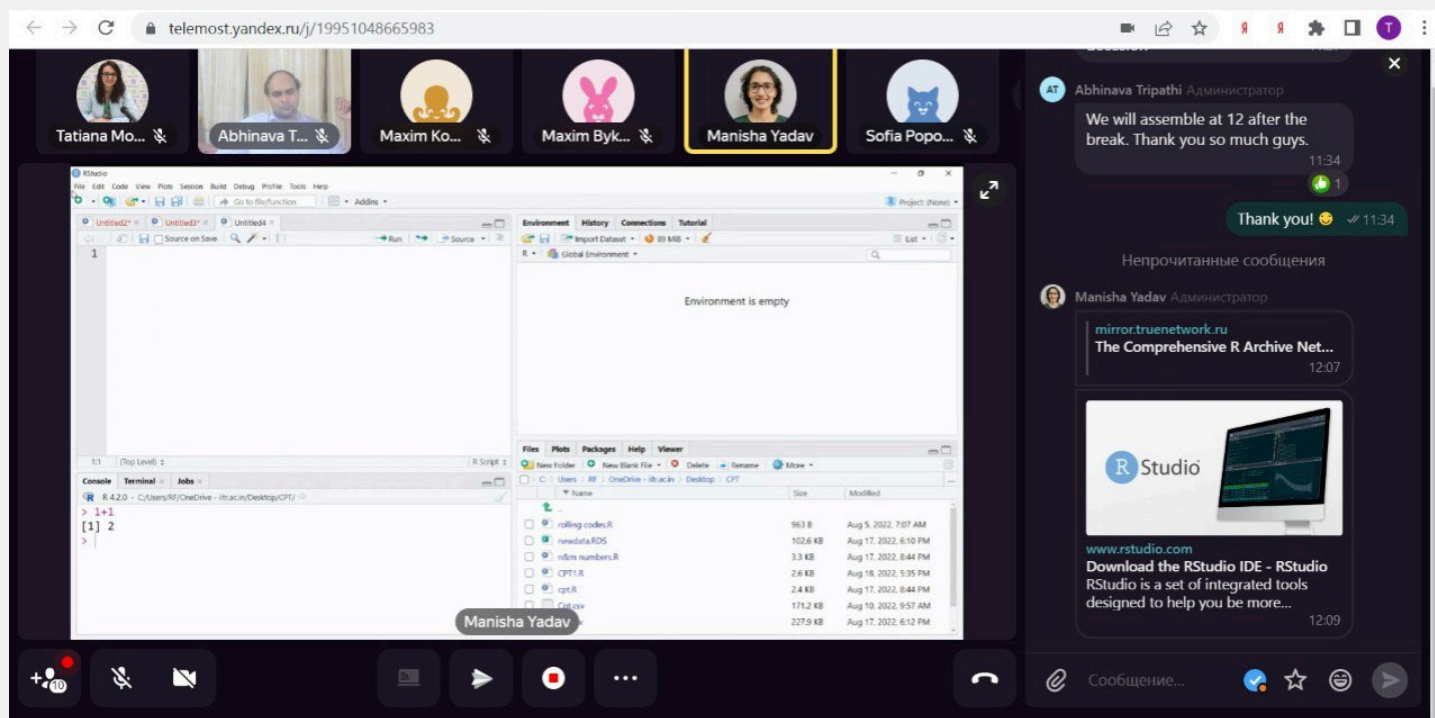 telemost.yandex.ru/j/19951048665983
Я Я T
Tatiana Mo...
Abhinava T...
Maxim Ko...
Maxim Byk...
Manisha Yadav
Sofia Popo...
RStudio
File Edit Code View Plots Session Build Debug Profile Tools Help
Go to file/function Addins Project: (None)
Untitled2* × Untitled3* × Untitled4 ×
Source on Save Run Source
1
1:1 (Top Level) R Script
Console Terminal × Jobs ×
R 4.2.0 · C:/Users/RF/OneDrive - iitr.ac.in/Desktop/CPT/
> 1+1
[1] 2
>
Environment History Connections Tutorial
Import Dataset 89 MiB List
R Global Environment
Environment is empty
Files Plots Packages Help Viewer
New Folder New Blank File Delete Rename More
C: > Users > RF > OneDrive - iitr.ac.in > Desktop > CPT
Name Size Modified
..
rolling codes.R 963 B Aug 5, 2022, 7:07 AM
newdata.RDS 102.6 KB Aug 17, 2022, 6:10 PM
n&m numbers.R 3.3 KB Aug 17, 2022, 8:44 PM
CPT1.R 2.6 KB Aug 18, 2022, 5:35 PM
cpt.R 2.4 KB Aug 17, 2022, 8:44 PM
Cpt.csv 171.2 KB Aug 10, 2022, 9:57 AM
227.9 KB Aug 17, 2022, 6:12 PM
Manisha Yadav
10
AT Abhinava Tripathi Администратор
We will assemble at 12 after the
break. Thank you so much guys.
11:34
1
Thank you! 11:34
Непрочитанные сообщения
Manisha Yadav Администратор
mirror.truenetwork.ru
The Comprehensive R Archive Net...
12:07
R Studio
www.rstudio.com
Download the RStudio IDE - RStudio
RStudio is a set of integrated tools
designed to help you be more...
12:09
Сообщение...